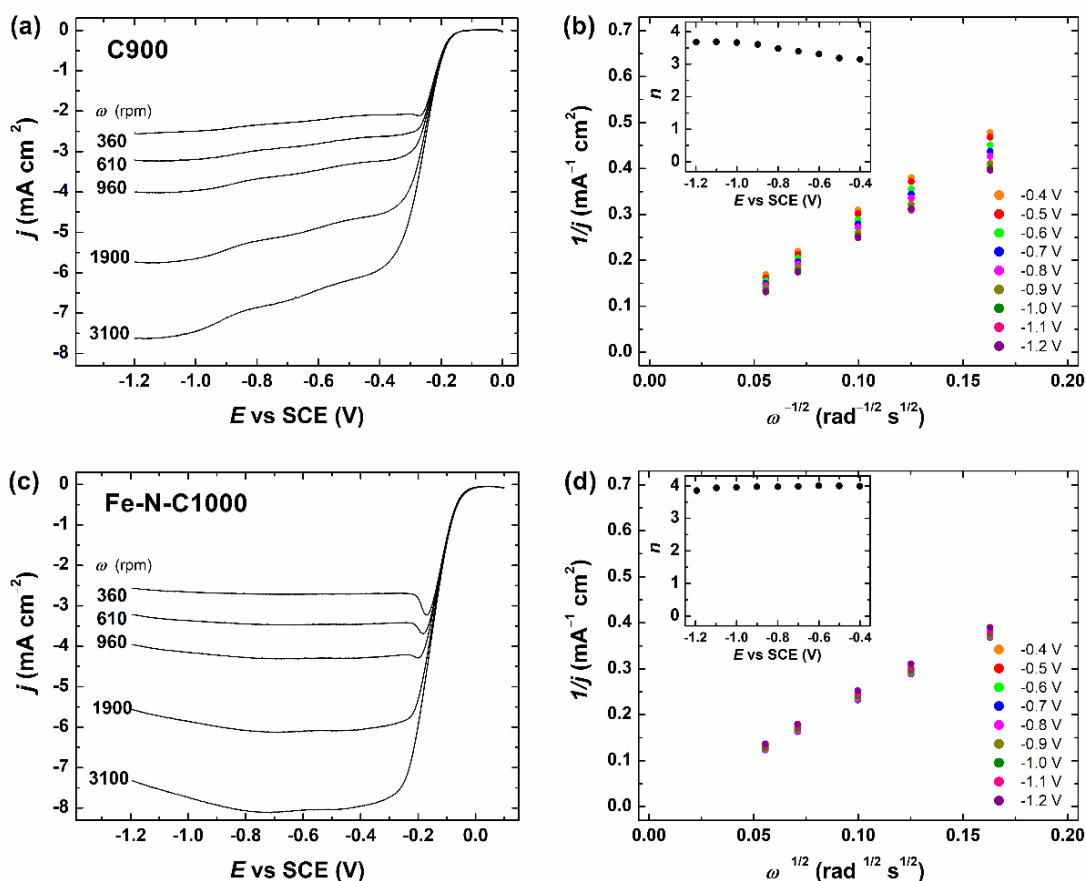 (a)
C900
ω (rpm)
360
610
960
1900
3100
0
-1
-2
-3
-4
-5
-6
-7
-8
j (mA cm−2)
-1.2 -1.0 -0.8 -0.6 -0.4 -0.2 0.0
E vs SCE (V)
(b)
0.7
0.6
0.5
0.4
0.3
0.2
0.1
0.0
1/j (mA−1 cm2)
4
3
2
1
0
n
-1.2 -1.0 -0.8 -0.6 -0.4
E vs SCE (V)
-0.4 V
-0.5 V
-0.6 V
-0.7 V
-0.8 V
-0.9 V
-1.0 V
-1.1 V
-1.2 V
0.00 0.05 0.10 0.15 0.20
ω −1/2 (rad−1/2 s1/2)
(c)
Fe-N-C1000
ω (rpm)
360
610
960
1900
3100
0
-1
-2
-3
-4
-5
-6
-7
-8
j (mA cm−2)
-1.2 -1.0 -0.8 -0.6 -0.4 -0.2 0.0
E vs SCE (V)
(d)
0.7
0.6
0.5
0.4
0.3
0.2
0.1
0.0
1/j (mA−1 cm2)
4
3
2
1
0
n
-1.2 -1.0 -0.8 -0.6 -0.4
E vs SCE (V)
-0.4 V
-0.5 V
-0.6 V
-0.7 V
-0.8 V
-0.9 V
-1.0 V
-1.1 V
-1.2 V
0.00 0.05 0.10 0.15 0.20
ω 1/2 (rad 1/2 s1/2)